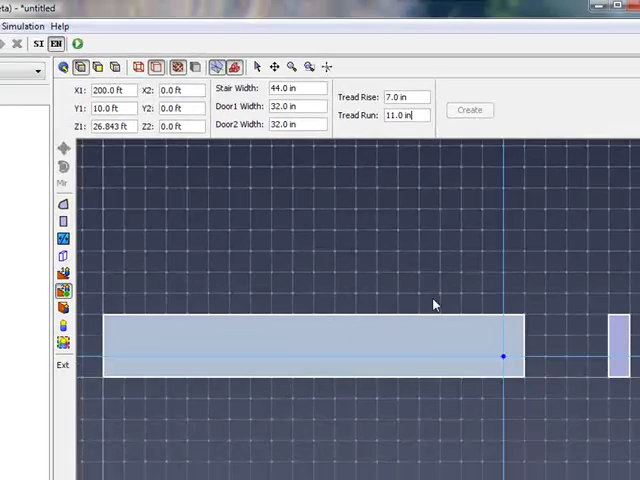 eta) - *untitled
Simulation Help
SI EN
X1: 200.0 ft X2: 0.0 ft Stair Width: 44.0 in Tread Rise: 7.0 in
Y1: 10.0 ft Y2: 0.0 ft Door1 Width: 32.0 in Tread Run: 11.0 in Create
Z1: 26.843 ft Z2: 0.0 ft Door2 Width: 32.0 in
Mir
Ext